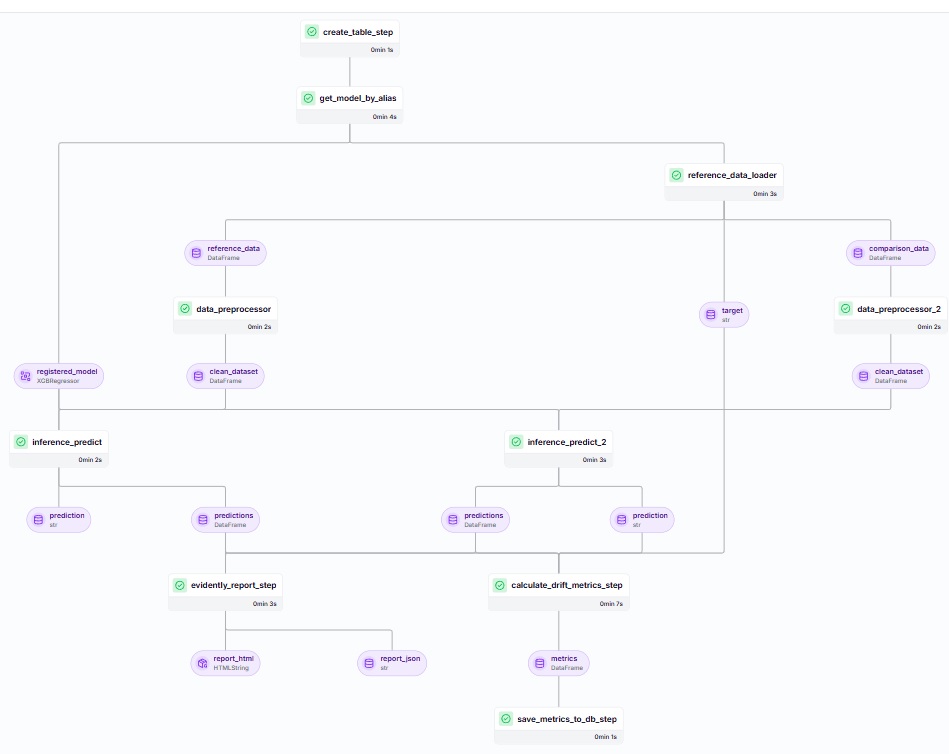 create_table_step
0min 1s
get_model_by_alias
0min 4s
reference_data_loader
0min 3s
reference_data
DataFrame
comparison_data
DataFrame
data_preprocessor
0min 2s
target
str
data_preprocessor_2
0min 2s
registered_model
XGBRegressor
clean_dataset
DataFrame
clean_dataset
DataFrame
inference_predict
0min 2s
inference_predict_2
0min 3s
prediction
str
predictions
DataFrame
predictions
DataFrame
prediction
str
evidently_report_step
0min 3s
calculate_drift_metrics_step
0min 7s
report_html
HTMLString
report_json
str
metrics
DataFrame
save_metrics_to_db_step
0min 1s